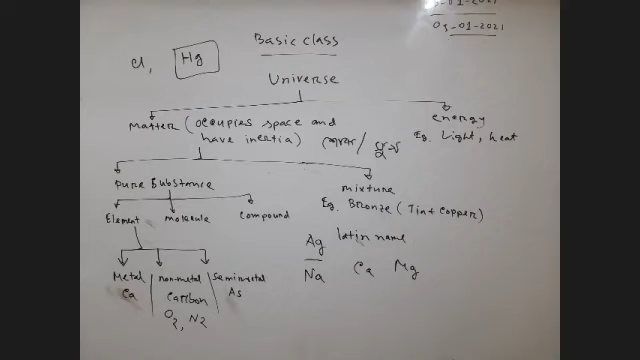 03-01-2021
Basic class
Cl, Hg
Universe
Matter (occupies space and
have inertia)
energy
Eg. Light, heat
Pure Substance
mixture
Eg. Bronze (Tin + Copper)
Element
molecule
Compound
Ag
Latin name
Na
Ca
Mg
Metal
non-metal
Semimetal
Ca
Carbon
As
O2, N2